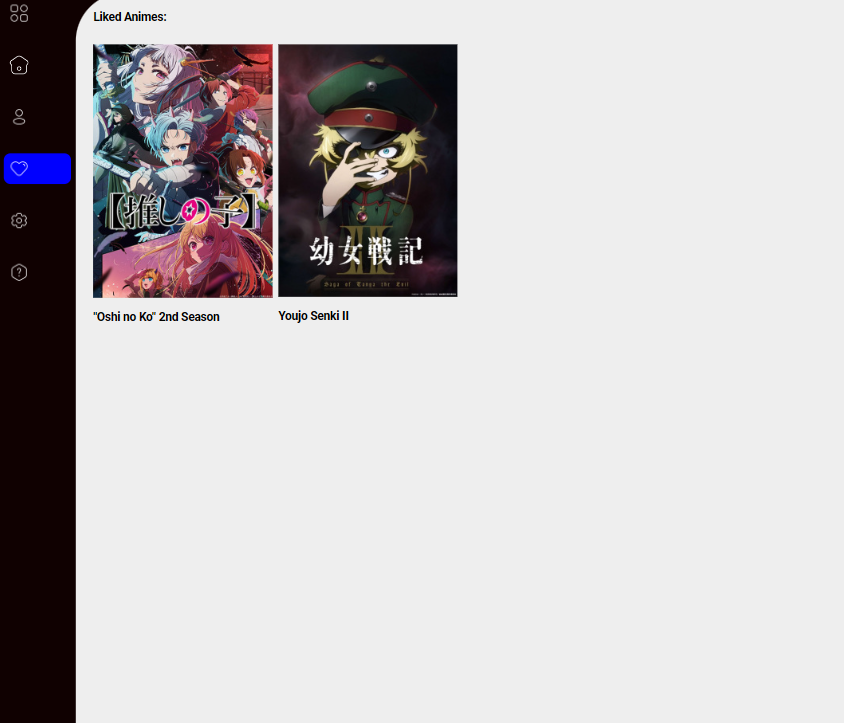 Liked Animes:
【推しの子】
幼女戦記
II
Saga of Tanya the Evil
"Oshi no Ko" 2nd Season
Youjo Senki II